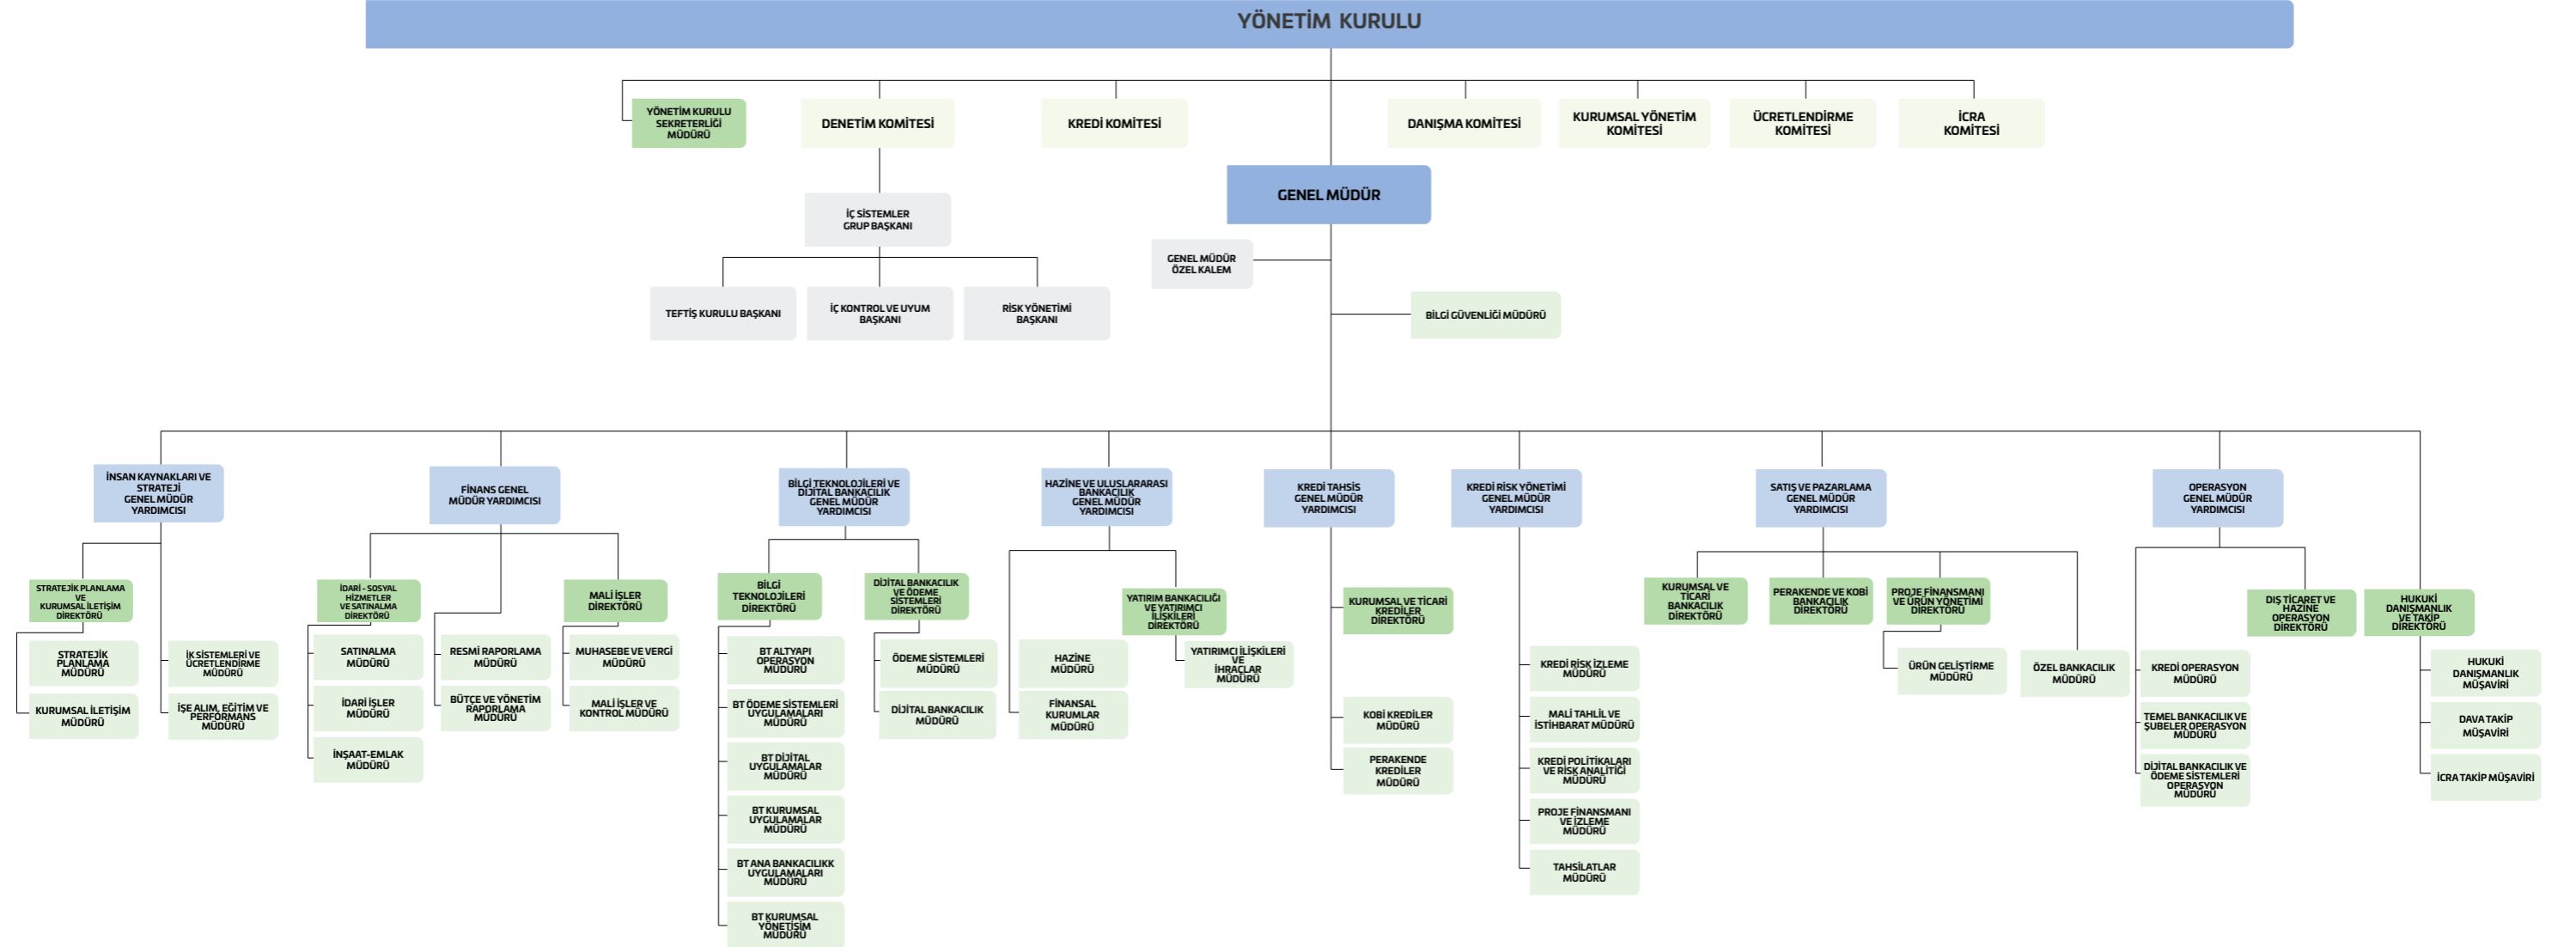 YÖNETİM KURULU
YÖNETİM KURULU
SEKRETERLİĞİ
MÜDÜRÜ
DENETİM KOMİTESİ
KREDİ KOMİTESİ
DANIŞMA KOMİTESİ
KURUMSAL YÖNETİM
KOMİTESİ
ÜCRETLENDİRME
KOMİTESİ
İCRA
KOMİTESİ
GENEL MÜDÜR
İÇ SİSTEMLER
GRUP BAŞKANI
GENEL MÜDÜR
ÖZEL KALEM
TEFTİŞ KURULU BAŞKANI
İÇ KONTROL VE UYUM
BAŞKANI
RİSK YÖNETİMİ
BAŞKANI
BİLGİ GÜVENLİĞİ MÜDÜRÜ
İNSAN KAYNAKLARI VE
STRATEJİ
GENEL MÜDÜR
YARDIMCISI
FİNANS GENEL
MÜDÜR YARDIMCISI
BİLGİ TEKNOLOJİLERİ VE
DİJİTAL BANKACILIK
GENEL MÜDÜR
YARDIMCISI
HAZİNE VE ULUSLARARASI
BANKACILIK
GENEL MÜDÜR
YARDIMCISI
KREDİ TAHSİS
GENEL MÜDÜR
YARDIMCISI
KREDİ RİSK YÖNETİMİ
GENEL MÜDÜR
YARDIMCISI
SATIŞ VE PAZARLAMA
GENEL MÜDÜR
YARDIMCISI
OPERASYON
GENEL MÜDÜR
YARDIMCISI
STRATEJİK PLANLAMA
VE
KURUMSAL İLETİŞİM
DİREKTÖRÜ
STRATEJİK
PLANLAMA
MÜDÜRÜ
KURUMSAL İLETİŞİM
MÜDÜRÜ
İK SİSTEMLERİ VE
ÜCRETLENDİRME
MÜDÜRÜ
İŞE ALIM, EĞİTİM VE
PERFORMANS
MÜDÜRÜ
İDARİ - SOSYAL
HİZMETLER
VE SATINALMA
DİREKTÖRÜ
SATINALMA
MÜDÜRÜ
İDARİ İŞLER
MÜDÜRÜ
İNŞAAT-EMLAK
MÜDÜRÜ
RESMİ RAPORLAMA
MÜDÜRÜ
BÜTÇE VE YÖNETİM
RAPORLAMA
MÜDÜRÜ
MALİ İŞLER
DİREKTÖRÜ
MUHASEBE VE VERGİ
MÜDÜRÜ
MALİ İŞLER VE
KONTROL MÜDÜRÜ
BİLGİ
TEKNOLOJİLERİ
DİREKTÖRÜ
BT ALTYAPI
OPERASYON
MÜDÜRÜ
BT ÖDEME SİSTEMLERİ
UYGULAMALARI
MÜDÜRÜ
BT DİJİTAL
UYGULAMALAR
MÜDÜRÜ
BT KURUMSAL
UYGULAMALAR
MÜDÜRÜ
BT ANA BANKACILIKK
UYGULAMALARI
MÜDÜRÜ
BT KURUMSAL
YÖNETİŞİM
MÜDÜRÜ
DİJİTAL BANKACILIK
VE ÖDEME
SİSTEMLERİ
DİREKTÖRÜ
ÖDEME SİSTEMLERİ
MÜDÜRÜ
DİJİTAL BANKACILIK
MÜDÜRÜ
HAZİNE
MÜDÜRÜ
FİNANSAL
KURUMLAR
MÜDÜRÜ
YATIRIM BANKACILIĞI
VE YATIRIMCI
İLİŞKİLERİ
DİREKTÖRÜ
YATIRIMCI İLİŞKİLERİ
VE
İHRAÇLAR
MÜDÜRÜ
KURUMSAL VE TİCARİ
KREDİLER
DİREKTÖRÜ
KOBİ KREDİLER
MÜDÜRÜ
PERAKENDE
KREDİLER
MÜDÜRÜ
KREDİ RİSK İZLEME
MÜDÜRÜ
MALİ TAHLİL VE
İSTİHBARAT MÜDÜRÜ
KREDİ POLİTİKALARI
VE RİSK ANALİTİĞİ
MÜDÜRÜ
PROJE FİNANSMANI
VE İZLEME
MÜDÜRÜ
TAHSİLATLAR
MÜDÜRÜ
KURUMSAL VE
TİCARİ
BANKACILIK
DİREKTÖRÜ
PERAKENDE VE KOBİ
BANKACILIK
DİREKTÖRÜ
PROJE FİNANSMANI
VE ÜRÜN YÖNETİMİ
DİREKTÖRÜ
ÜRÜN GELİŞTİRME
MÜDÜRÜ
ÖZEL BANKACILIK
MÜDÜRÜ
KREDİ OPERASYON
MÜDÜRÜ
TEMEL BANKACILIK VE
ŞUBELER OPERASYON
MÜDÜRÜ
DİJİTAL BANKACILIK VE
ÖDEME SİSTEMLERİ
OPERASYON
MÜDÜRÜ
DIŞ TİCARET VE
HAZİNE
OPERASYON
DİREKTÖRÜ
HUKUKİ
DANIŞMANLIK
VE TAKİP
DİREKTÖRÜ
HUKUKİ
DANIŞMANLIK
MÜŞAVİRİ
DAVA TAKİP
MÜŞAVİRİ
İCRA TAKİP MÜŞAVİRİ